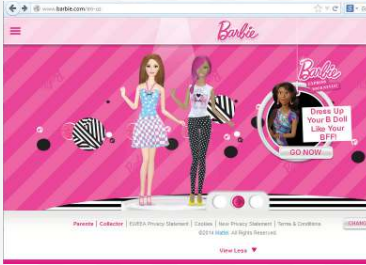 www.barbie.com/en-us
Barbie
Barbie
Dress Up
Your B Doll
Like Your
BFF!
GO NOW
Parents | Collector | EU/EEA Privacy Statement | Cookies | New Privacy Statement | Terms & Conditions
©2014 Mattel. All Rights Reserved.
View Less ▼